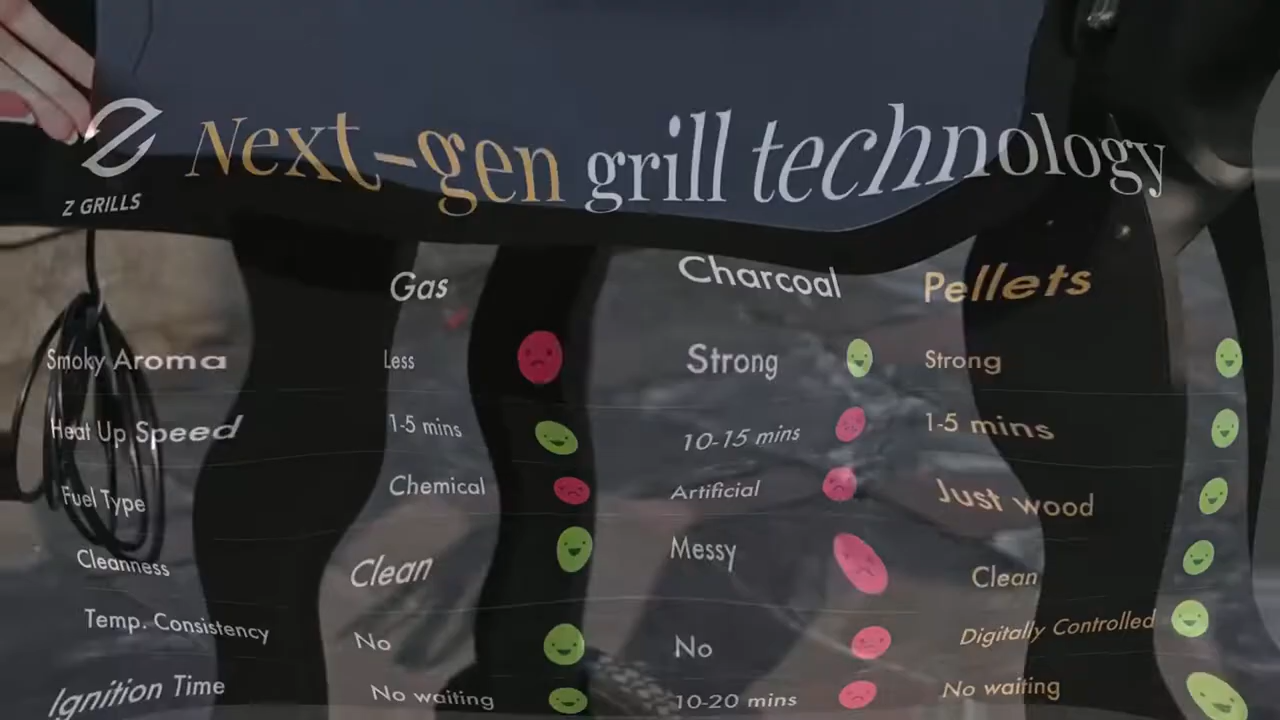 Next-gen grill technology
Z GRILLS
Gas Charcoal Pellets
Smoky Aroma Less Strong Strong
Heat Up Speed 1-5 mins 10-15 mins 1-5 mins
Fuel Type Chemical Artificial Just wood
Cleanness Clean Messy Clean
Temp. Consistency No No Digitally Controlled
Ignition Time No waiting 10-20 mins No waiting